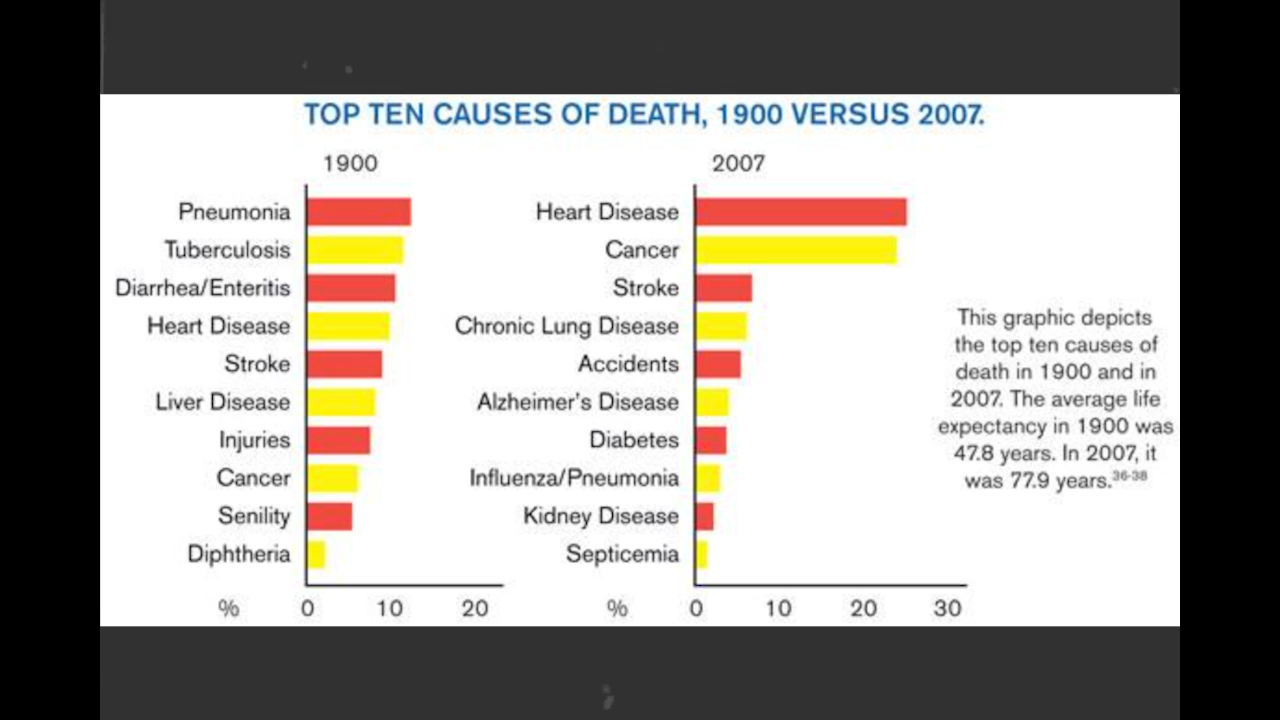 TOP TEN CAUSES OF DEATH, 1900 VERSUS 2007.
1900
Pneumonia
Tuberculosis
Diarrhea/Enteritis
Heart Disease
Stroke
Liver Disease
Injuries
Cancer
Senility
Diphtheria
% 0 10 20
2007
Heart Disease
Cancer
Stroke
Chronic Lung Disease
Accidents
Alzheimer's Disease
Diabetes
Influenza/Pneumonia
Kidney Disease
Septicemia
% 0 10 20 30
This graphic depicts
the top ten causes of
death in 1900 and in
2007. The average life
expectancy in 1900 was
47.8 years. In 2007, it
was 77.9 years.36-38